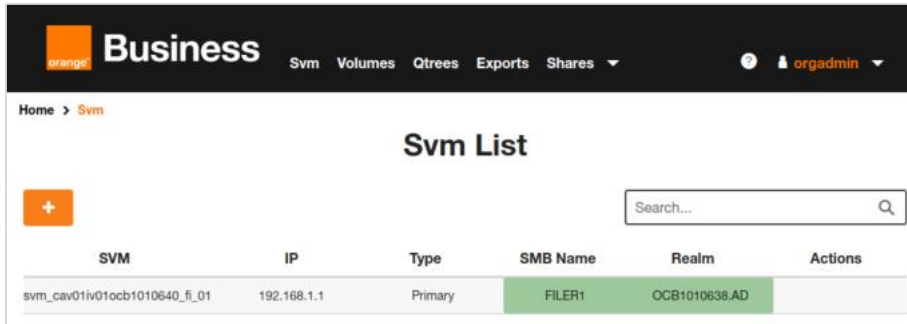 orange Business Svm Volumes Qtrees Exports Shares ? orgadmin
Home > Svm
Svm List
+ Search...
SVM IP Type SMB Name Realm Actions
svm_cav01iv01ocb1010640_fi_01 192.168.1.1 Primary FILER1 OCB1010638.AD